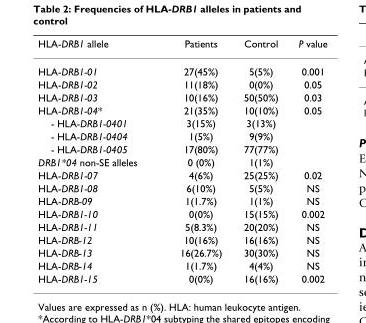 Table 2: Frequencies of HLA-DRB1 alleles in patients and
control
HLA-DRB1 allele Patients Control P value
HLA-DRB1-01 27(45%) 5(5%) 0.001
HLA-DRB1-02 11(18%) 0(0%) 0.05
HLA-DRB1-03 10(16%) 50(50%) 0.03
HLA-DRB1-04* 21(35%) 10(10%) 0.05
- HLA-DRB1-0401 3(15%) 3(13%)
- HLA-DRB1-0404 1(5%) 9(9%)
- HLA-DRB1-0405 17(80%) 77(77%)
DRB1*04 non-SE alleles 0 (0%) 1(1%)
HLA-DRB1-07 4(6%) 25(25%) 0.02
HLA-DRB1-08 6(10%) 5(5%) NS
HLA-DRB-09 1(1.7%) 1(1%) NS
HLA-DRB1-10 0(0%) 15(15%) 0.002
HLA-DRB1-11 5(8.3%) 20(20%) NS
HLA-DRB-12 10(16%) 16(16%) NS
HLA-DRB-13 16(26.7%) 30(30%) NS
HLA-DRB-14 1(1.7%) 4(4%) NS
HLA-DRB1-15 0(0%) 16(16%) 0.002
Values are expressed as n (%). HLA: human leukocyte antigen.
*According to HLA-DRB1*04 subtyping the shared epitopes encoding